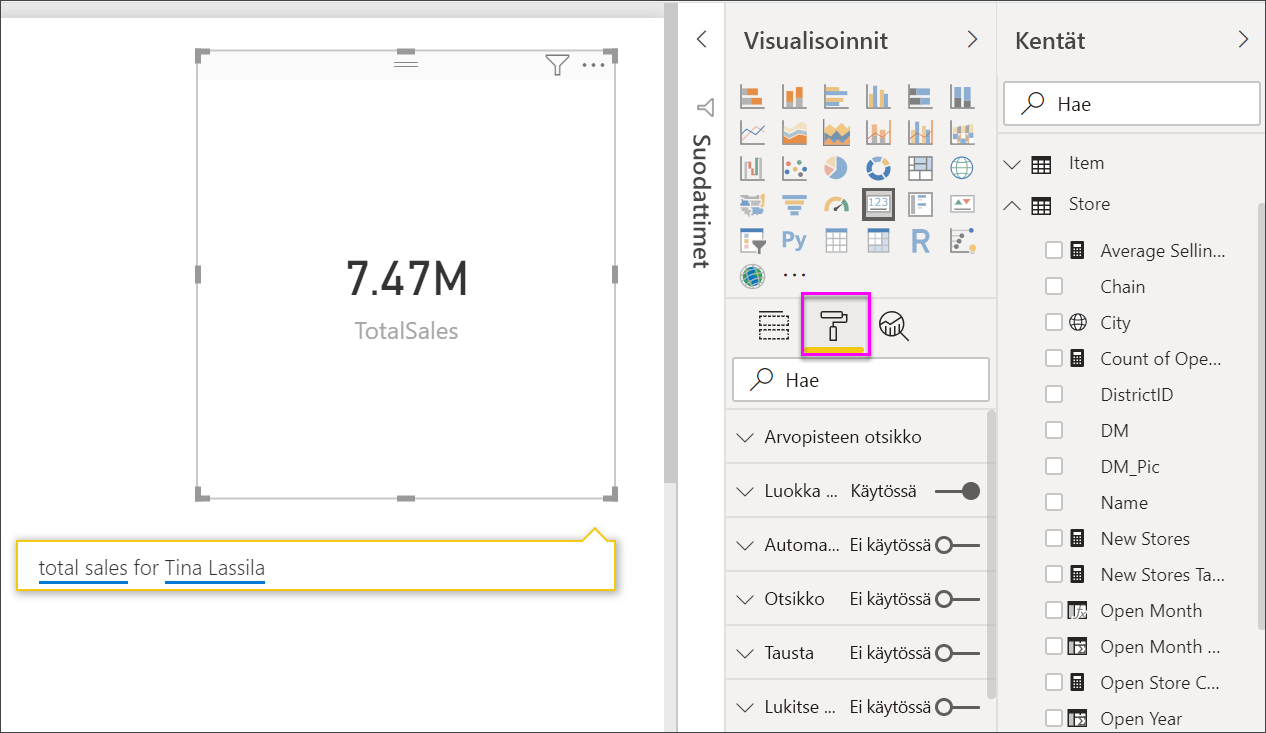 7.47M
TotalSales
total sales for Tina Lassila
Suodattimet
Visualisoinnit
123
Py
R
Hae
Arvopisteen otsikko
Luokka ... Käytössä
Automa... Ei käytössä
Otsikko Ei käytössä
Tausta Ei käytössä
Lukitse ... Ei käytössä
Kentät
Hae
Item
Store
Average Sellin...
Chain
City
Count of Ope...
DistrictID
DM
DM_Pic
Name
New Stores
New Stores Ta...
Open Month
Open Month ...
Open Store C...
Open Year